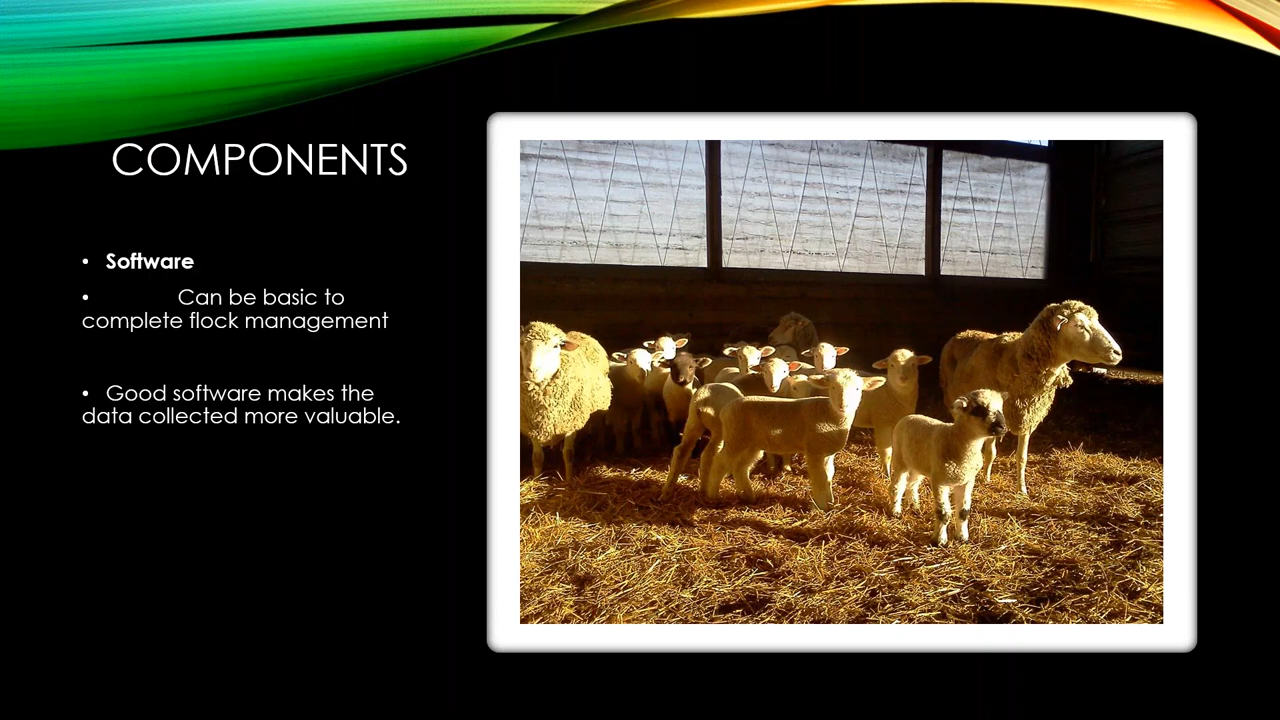 COMPONENTS
• Software
• Can be basic to
complete flock management
• Good software makes the
data collected more valuable.